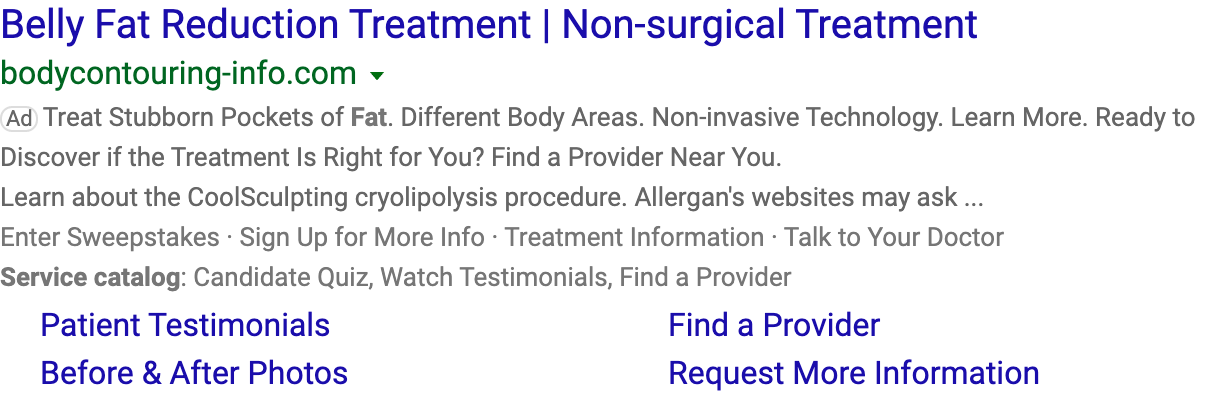 Belly Fat Reduction Treatment | Non-surgical Treatment
bodycontouring-info.com
Ad Treat Stubborn Pockets of Fat. Different Body Areas. Non-invasive Technology. Learn More. Ready to
Discover if the Treatment Is Right for You? Find a Provider Near You.
Learn about the CoolSculpting cryolipolysis procedure. Allergan's websites may ask ...
Enter Sweepstakes · Sign Up for More Info · Treatment Information · Talk to Your Doctor
Service catalog: Candidate Quiz, Watch Testimonials, Find a Provider
Patient Testimonials Find a Provider
Before & After Photos Request More Information